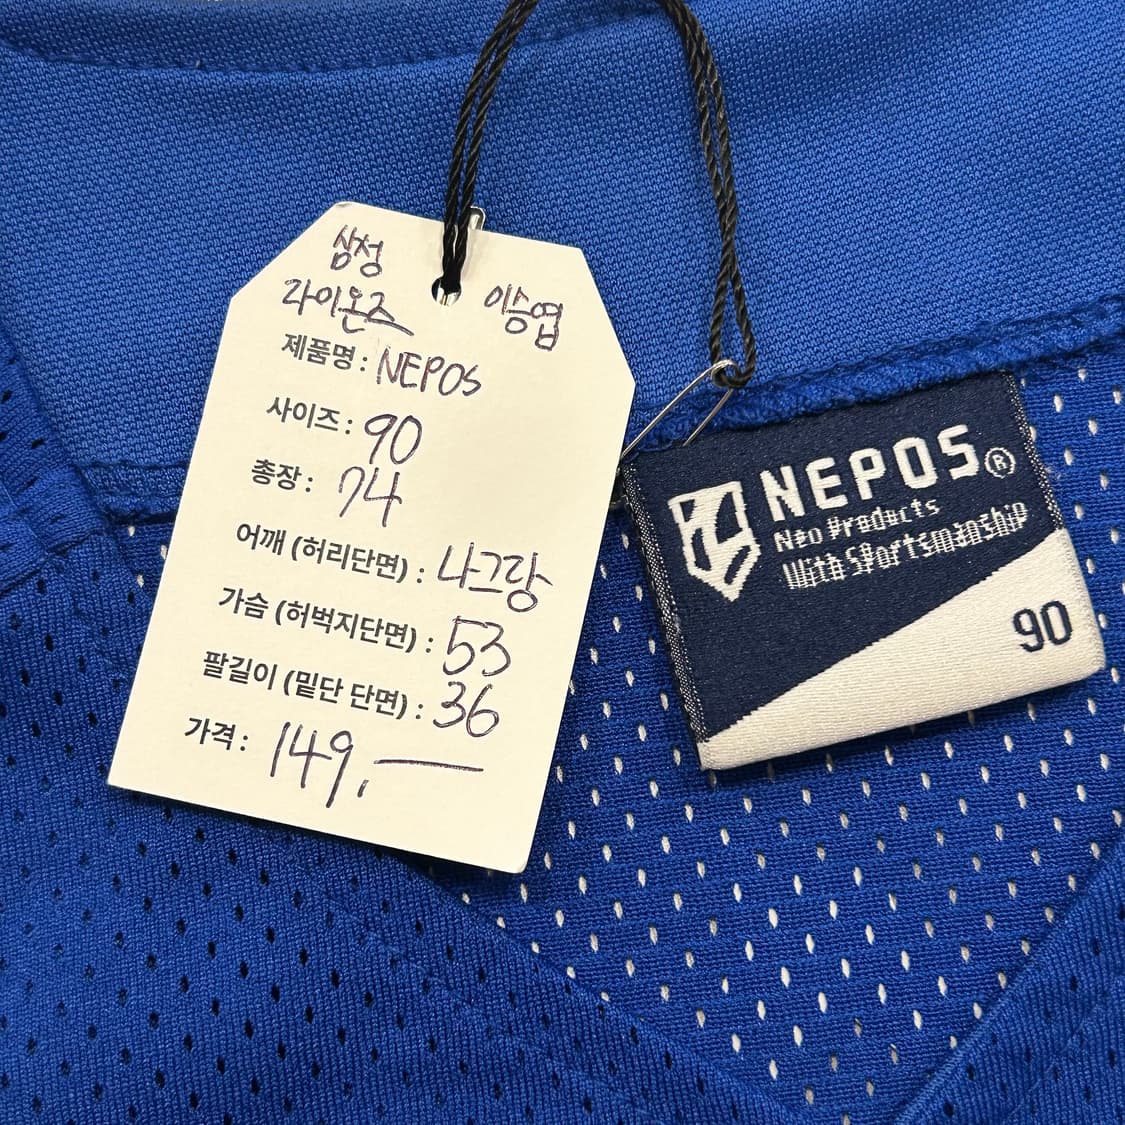 삼성
라이온즈
이승엽
제품명: NEPOS
사이즈: 90
총장: 74
어깨 (허리단면) : 나그랑
가슴 (허벅지단면) : 53
팔길이 (밑단 단면) : 36
가격: 149,—
NEPOS®
Neo Products
With Sportsmanship
90